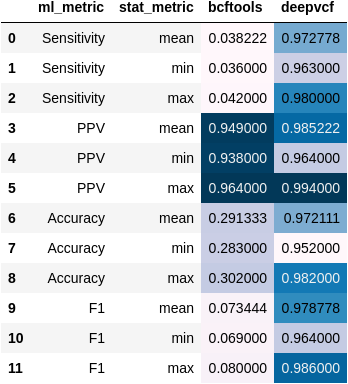 ml_metric stat_metric bcftools deepvcf
0 Sensitivity mean 0.038222 0.972778
1 Sensitivity min 0.036000 0.963000
2 Sensitivity max 0.042000 0.980000
3 PPV mean 0.949000 0.985222
4 PPV min 0.938000 0.964000
5 PPV max 0.964000 0.994000
6 Accuracy mean 0.291333 0.972111
7 Accuracy min 0.283000 0.952000
8 Accuracy max 0.302000 0.982000
9 F1 mean 0.073444 0.978778
10 F1 min 0.069000 0.964000
11 F1 max 0.080000 0.986000